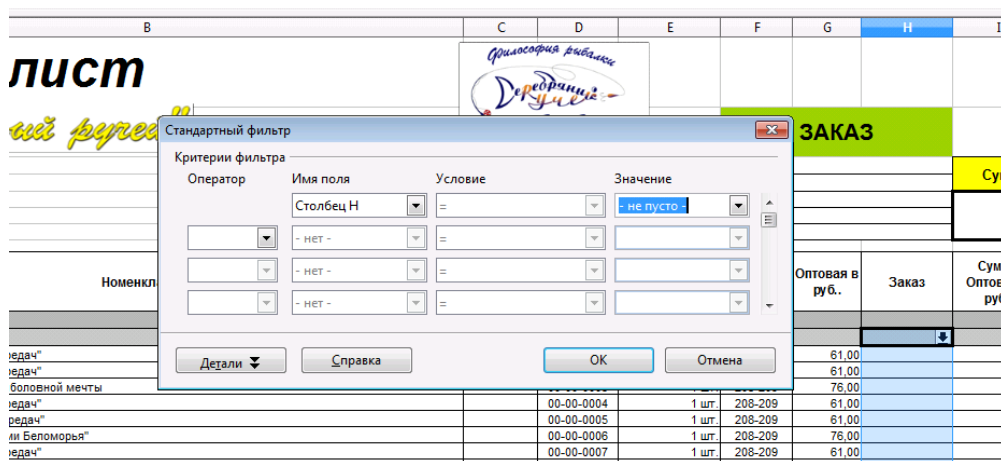 B C D E F G H I
лист
Философия рыбалки
Серебряный
ручей
ый ручей"
ЗАКАЗ
Стандартный фильтр
Критерии фильтра
Оператор Имя поля Условие Значение
Столбец H = - не пусто -
- нет - =
- нет - =
- нет - =
Детали Справка OK Отмена
Номенкл
Оптовая в
руб..
Заказ
Сум
Оптов
руб
редач" 61,00
редач" 61,00
боловной мечты 76,00
редач" 00-00-0004 1 шт. 208-209 61,00
редач" 00-00-0005 1 шт. 208-209 61,00
ми Беломорья" 00-00-0006 1 шт. 208-209 76,00
редач" 00-00-0007 1 шт. 208-209 61,00